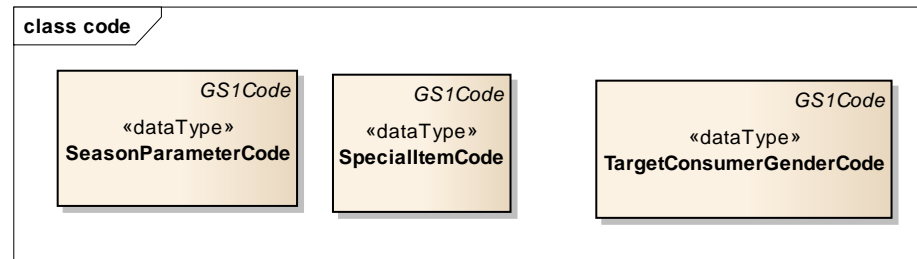 class code
GS1Code
«dataType»
SeasonParameterCode
GS1Code
«dataType»
SpecialItemCode
GS1Code
«dataType»
TargetConsumerGenderCode